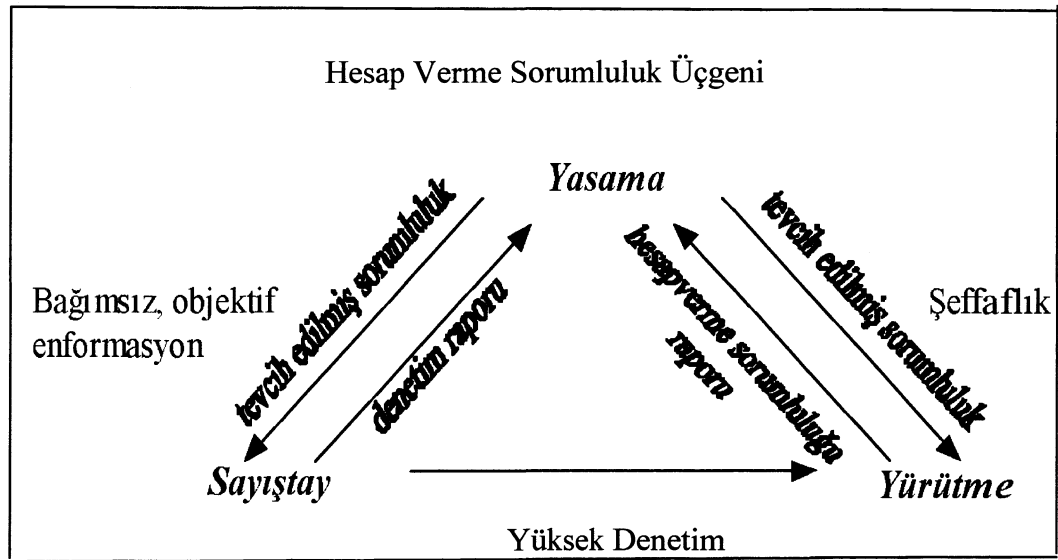 Hesap Verme Sorumluluk Üçgeni
Yasama
tevcih edilmiş sorumluluk
denetim raporu
hesapverme sorumluluğu
raporu
tevcih edilmiş sorumluluk
Bağımsız, objektif
enformasyon
Şeffaflık
Sayıştay
Yürütme
Yüksek Denetim